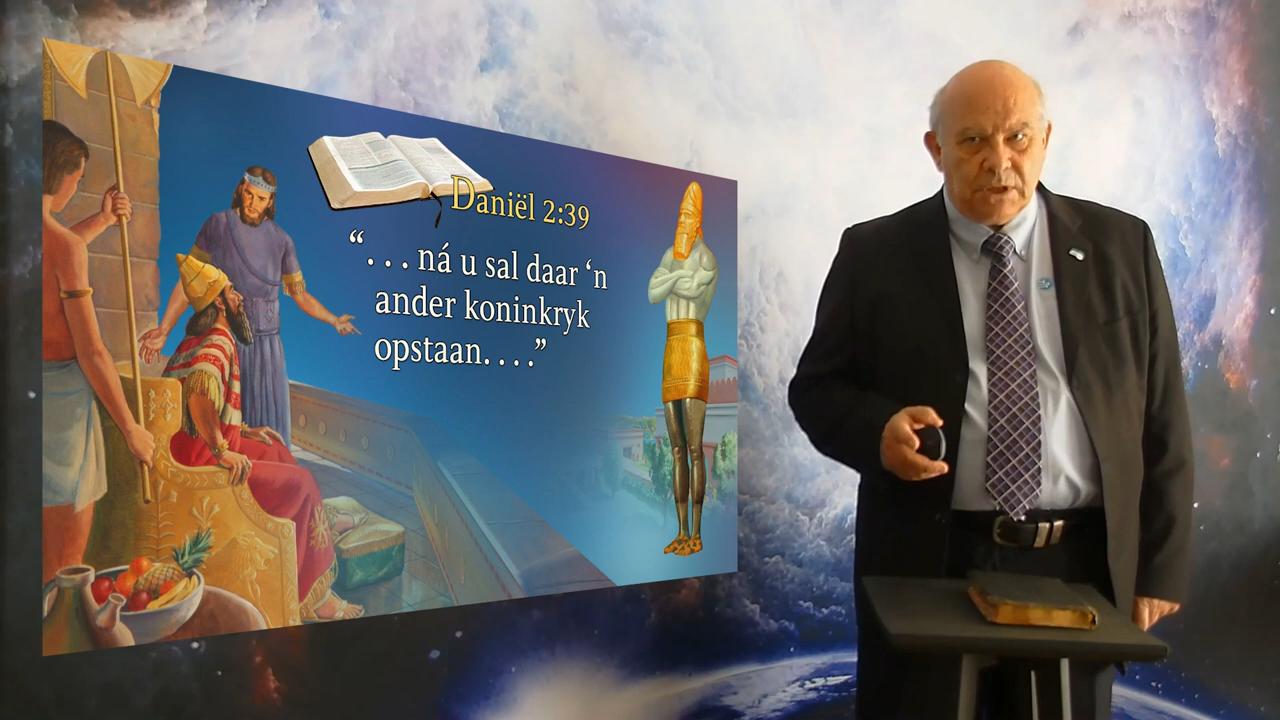 Daniël 2:39
“. . . ná u sal daar ‘n
ander koninkryk
opstaan. . . .”